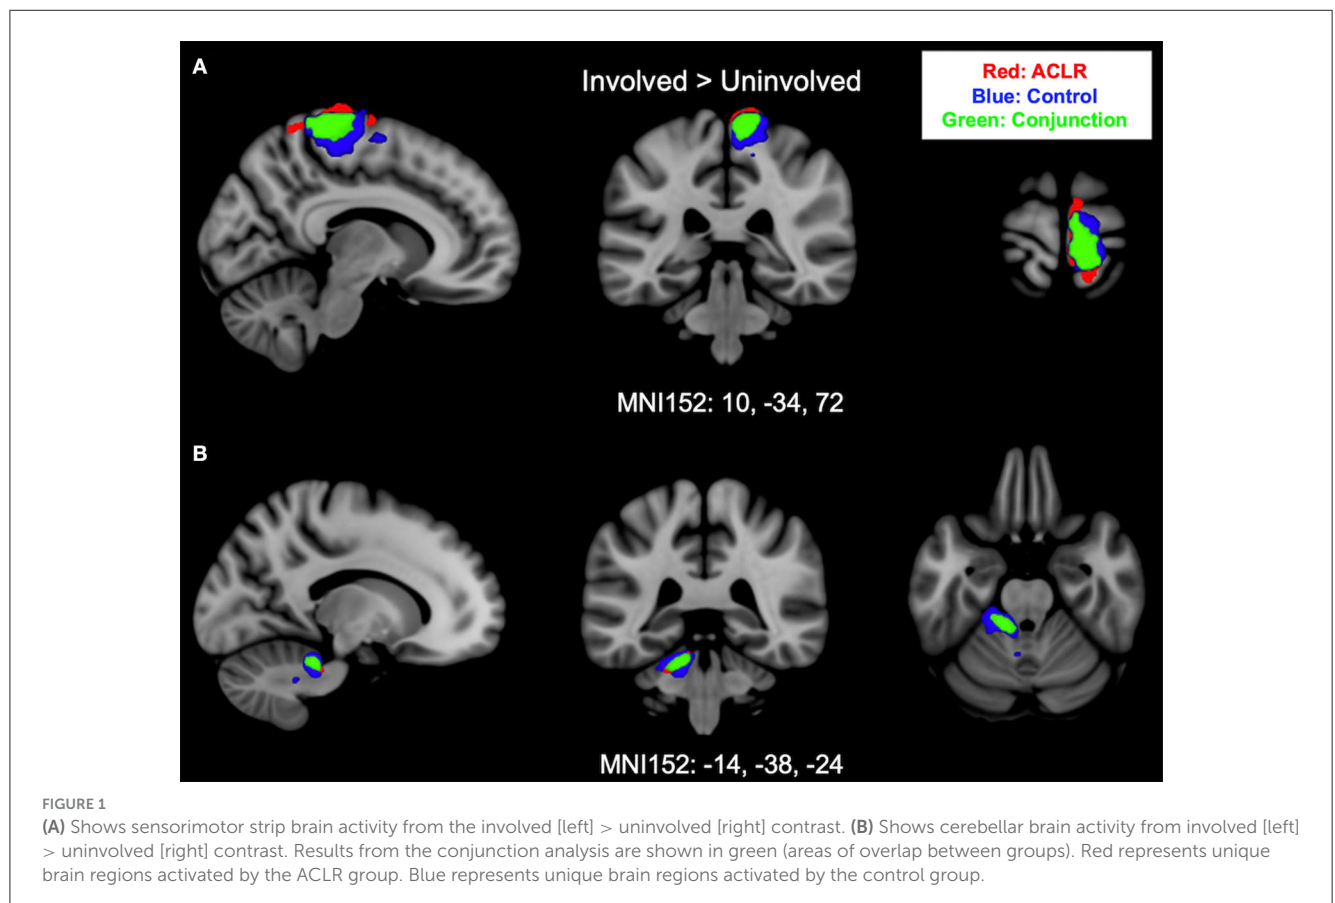 A
Involved > Uninvolved
Red: ACLR
Blue: Control
Green: Conjunction
MNI152: 10, -34, 72
B
MNI152: -14, -38, -24
FIGURE 1
(A) Shows sensorimotor strip brain activity from the involved [left] > uninvolved [right] contrast. (B) Shows cerebellar brain activity from involved [left]
> uninvolved [right] contrast. Results from the conjunction analysis are shown in green (areas of overlap between groups). Red represents unique
brain regions activated by the ACLR group. Blue represents unique brain regions activated by the control group.